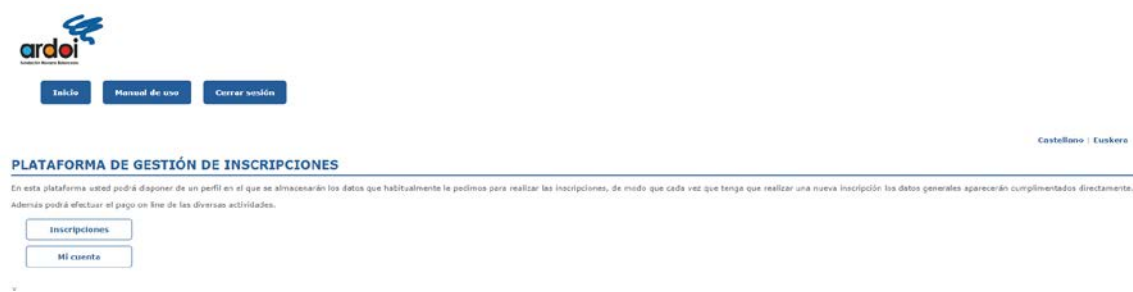 ardoi
Fundación Navarra Baloncesto
Inicio
Manual de uso
Cerrar sesión
Castellano | Euskera
PLATAFORMA DE GESTIÓN DE INSCRIPCIONES
En esta plataforma usted podrá disponer de un perfil en el que se almacenarán los datos que habitualmente le pedimos para realizar las inscripciones, de modo que cada vez que tenga que realizar una nueva inscripción los datos generales aparecerán cumplimentados directamente.
Además podrá efectuar el pago on line de las diversas actividades.
Inscripciones
Mi cuenta